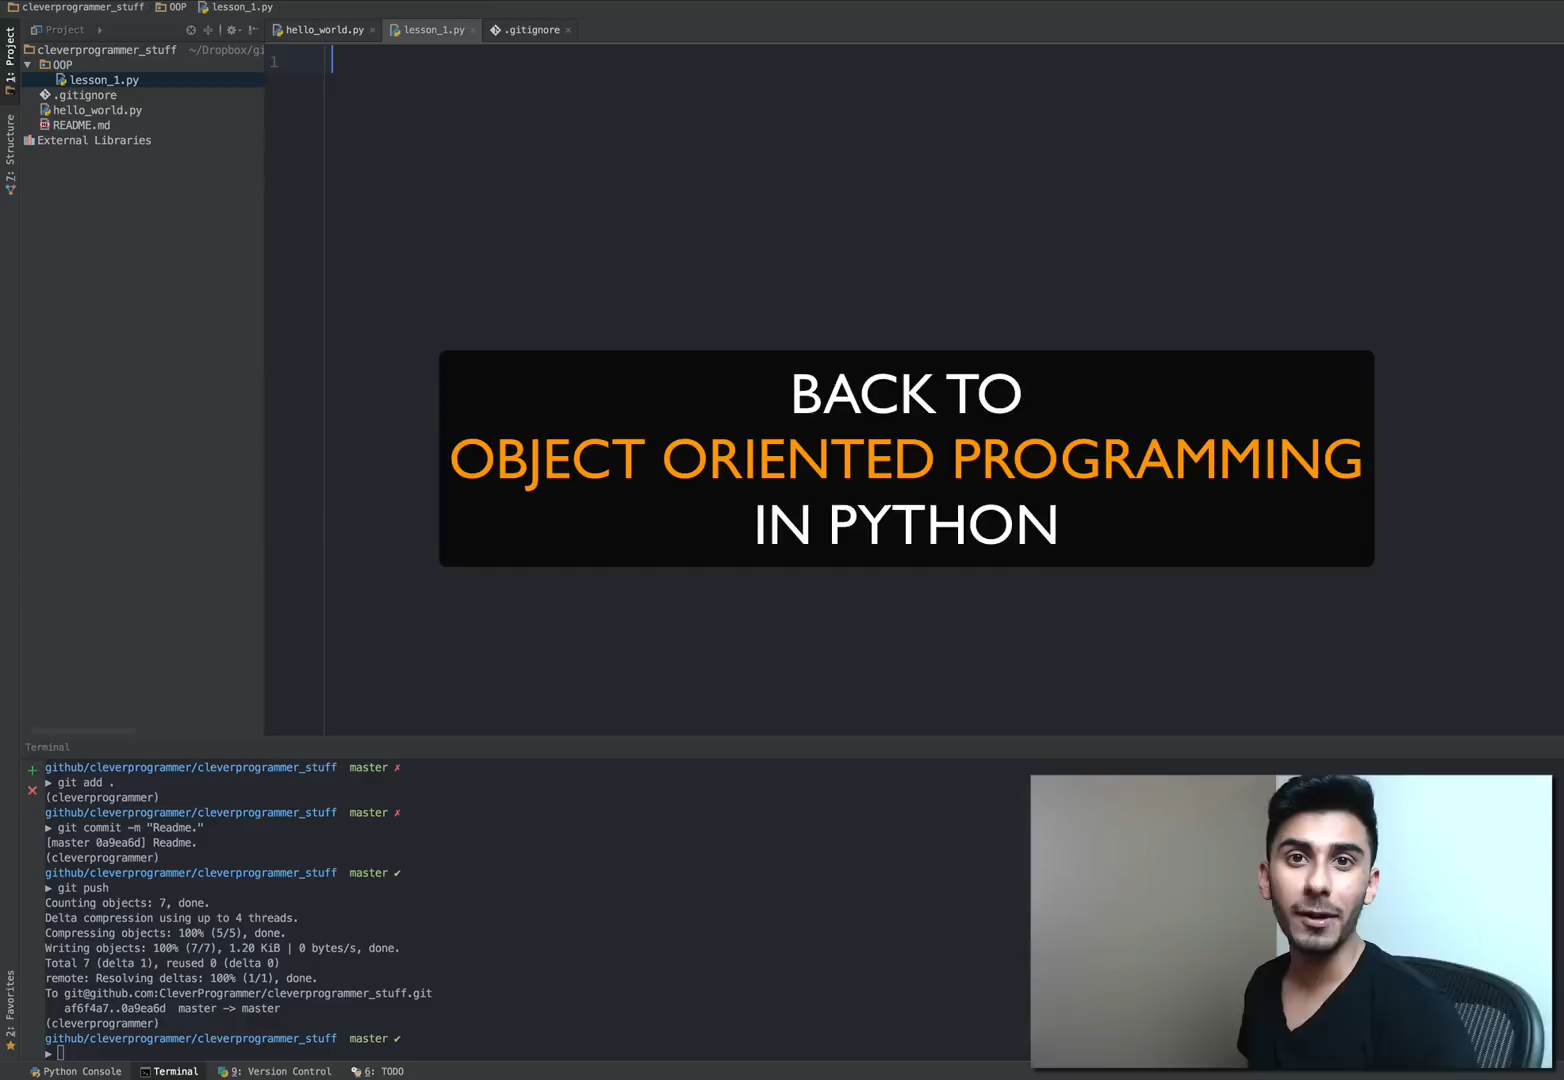 cleverprogrammer_stuff OOP lesson_1.py
Project
hello_world.py × lesson_1.py × .gitignore ×
1: Project
cleverprogrammer_stuff ~/Dropbox/gi
OOP
lesson_1.py
.gitignore
hello_world.py
README.md
External Libraries
7: Structure
1
BACK TO
OBJECT ORIENTED PROGRAMMING
IN PYTHON
Terminal
github/cleverprogrammer/cleverprogrammer_stuff master ✗
▶ git add .
(cleverprogrammer)
github/cleverprogrammer/cleverprogrammer_stuff master ✗
▶ git commit -m "Readme."
[master 0a9ea6d] Readme.
(cleverprogrammer)
github/cleverprogrammer/cleverprogrammer_stuff master ✔
▶ git push
Counting objects: 7, done.
Delta compression using up to 4 threads.
Compressing objects: 100% (5/5), done.
Writing objects: 100% (7/7), 1.20 KiB | 0 bytes/s, done.
Total 7 (delta 1), reused 0 (delta 0)
remote: Resolving deltas: 100% (1/1), done.
To git@github.com:CleverProgrammer/cleverprogrammer_stuff.git
af6f4a7..0a9ea6d master -> master
(cleverprogrammer)
github/cleverprogrammer/cleverprogrammer_stuff master ✔
▶
2: Favorites
Python Console Terminal 9: Version Control 6: TODO